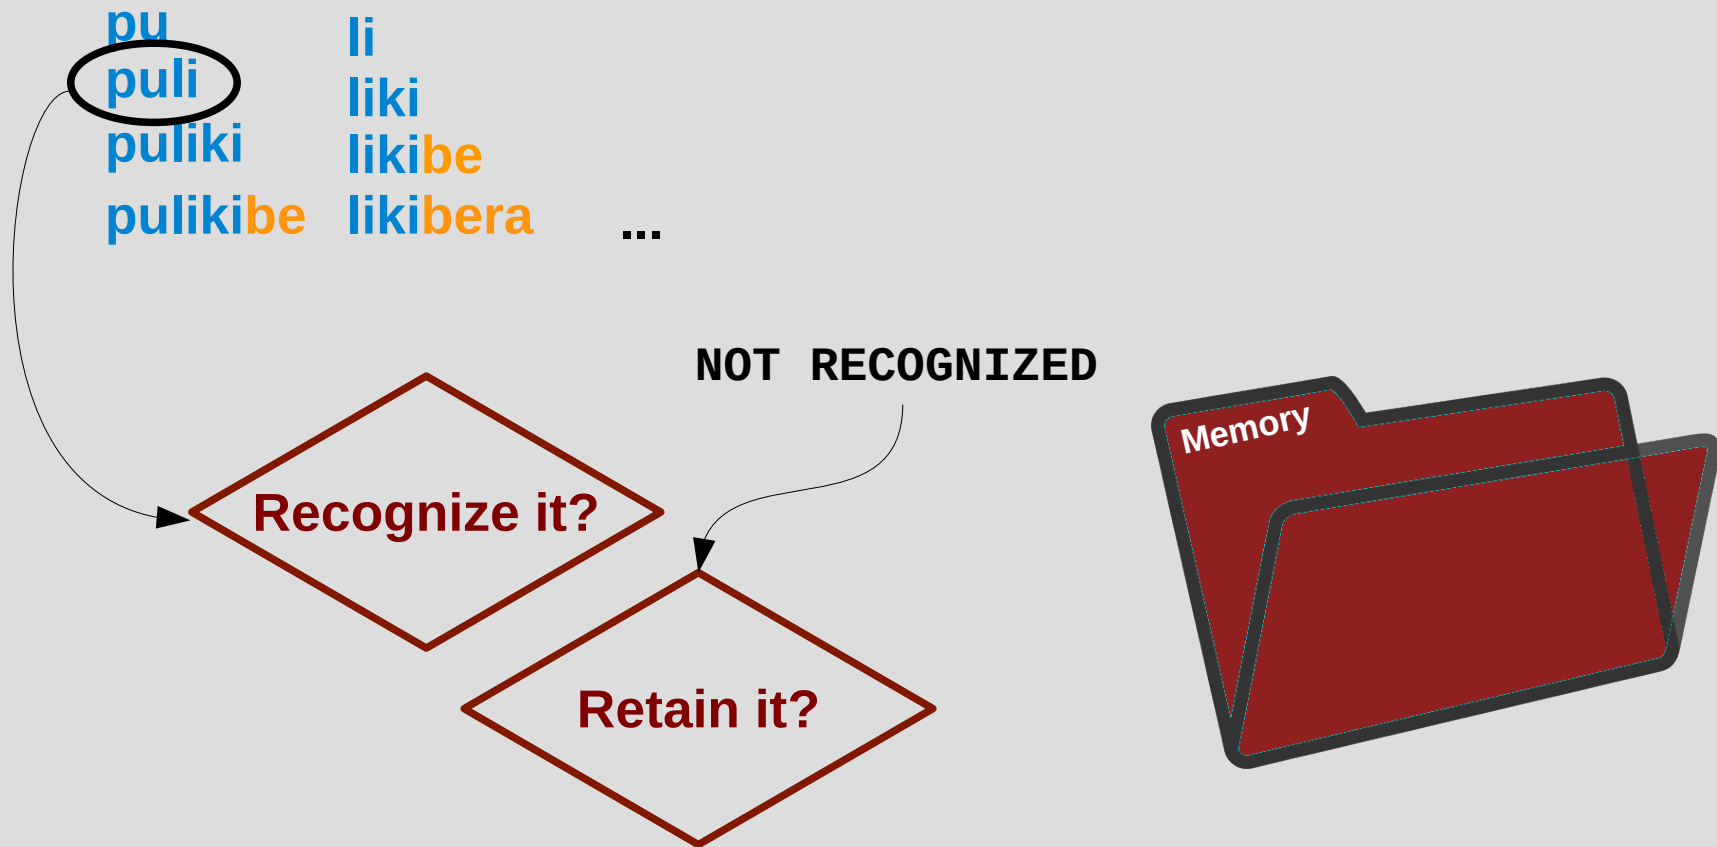 pu
puli
puliki
pulikibe
li
liki
likibe
likibera
...
NOT RECOGNIZED
Memory
Recognize it?
Retain it?